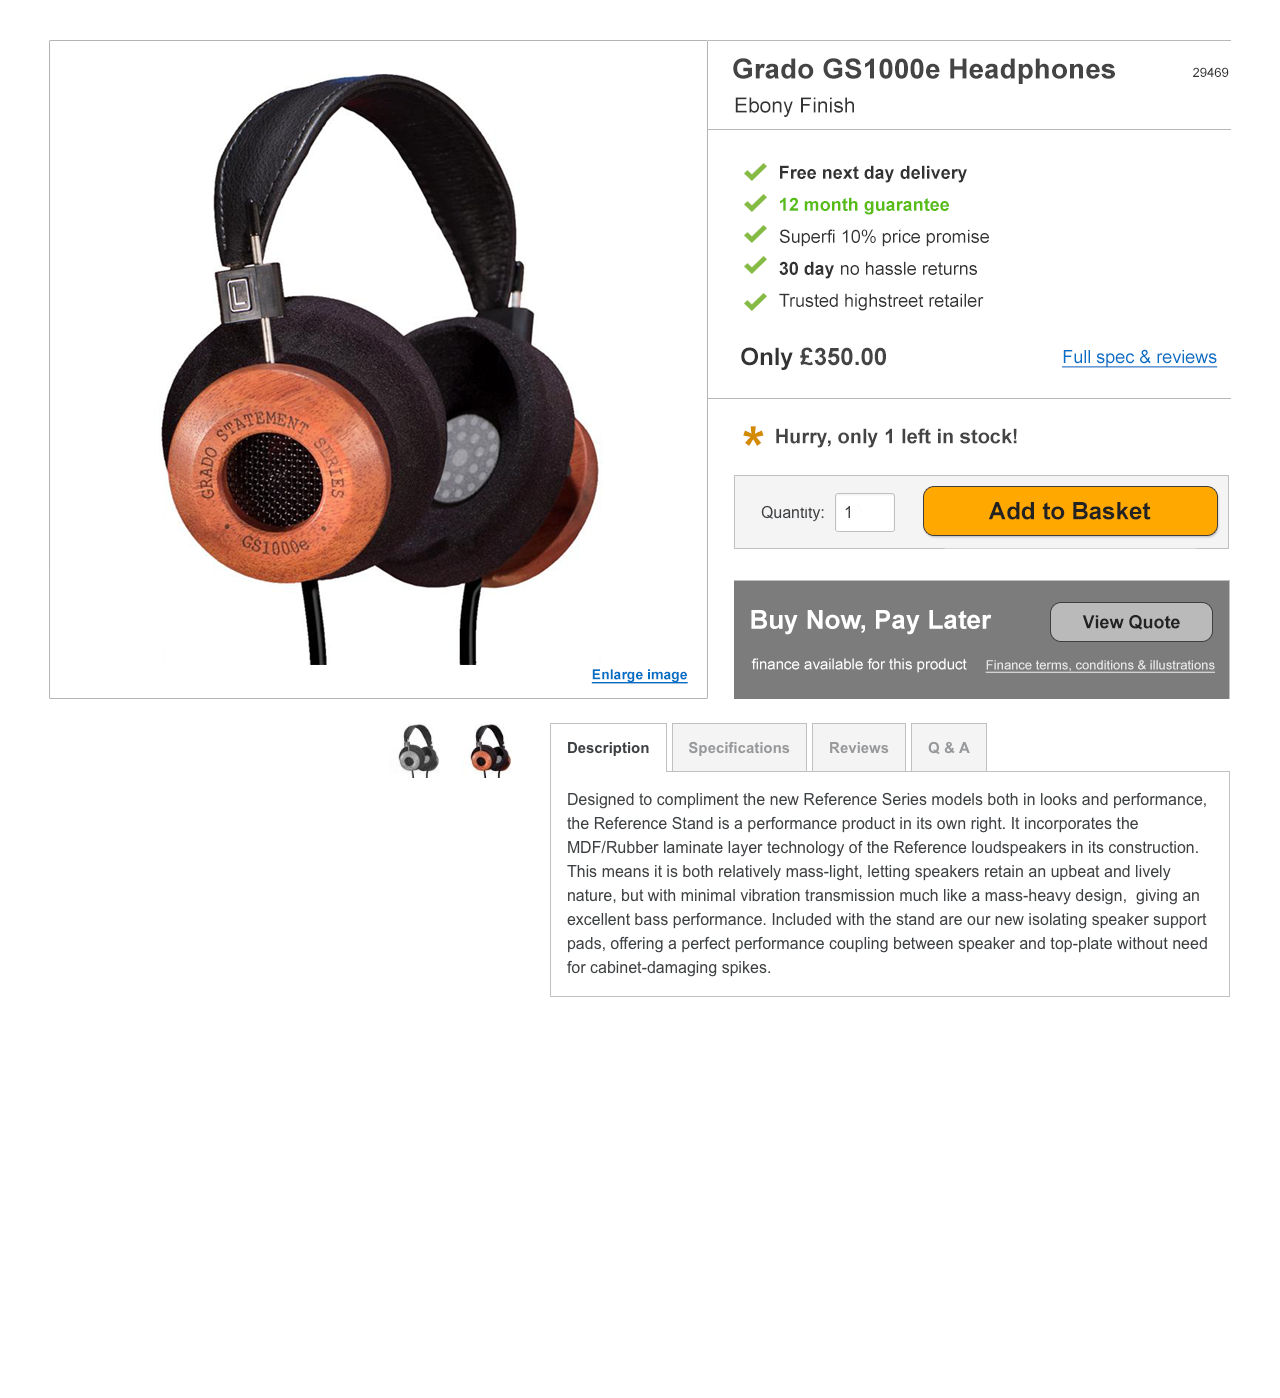 Grado GS1000e Headphones
29469
Ebony Finish
Free next day delivery
12 month guarantee
Superfi 10% price promise
30 day no hassle returns
Trusted highstreet retailer
Only £350.00
Full spec & reviews
Hurry, only 1 left in stock!
Quantity:
1
Add to Basket
Buy Now, Pay Later
View Quote
finance available for this product
Finance terms, conditions & illustrations
L
GRADO STATEMENT SERIES
GS1000e
Enlarge image
Description
Specifications
Reviews
Q & A
Designed to compliment the new Reference Series models both in looks and performance,
the Reference Stand is a performance product in its own right. It incorporates the
MDF/Rubber laminate layer technology of the Reference loudspeakers in its construction.
This means it is both relatively mass-light, letting speakers retain an upbeat and lively
nature, but with minimal vibration transmission much like a mass-heavy design,  giving an
excellent bass performance. Included with the stand are our new isolating speaker support
pads, offering a perfect performance coupling between speaker and top-plate without need
for cabinet-damaging spikes.